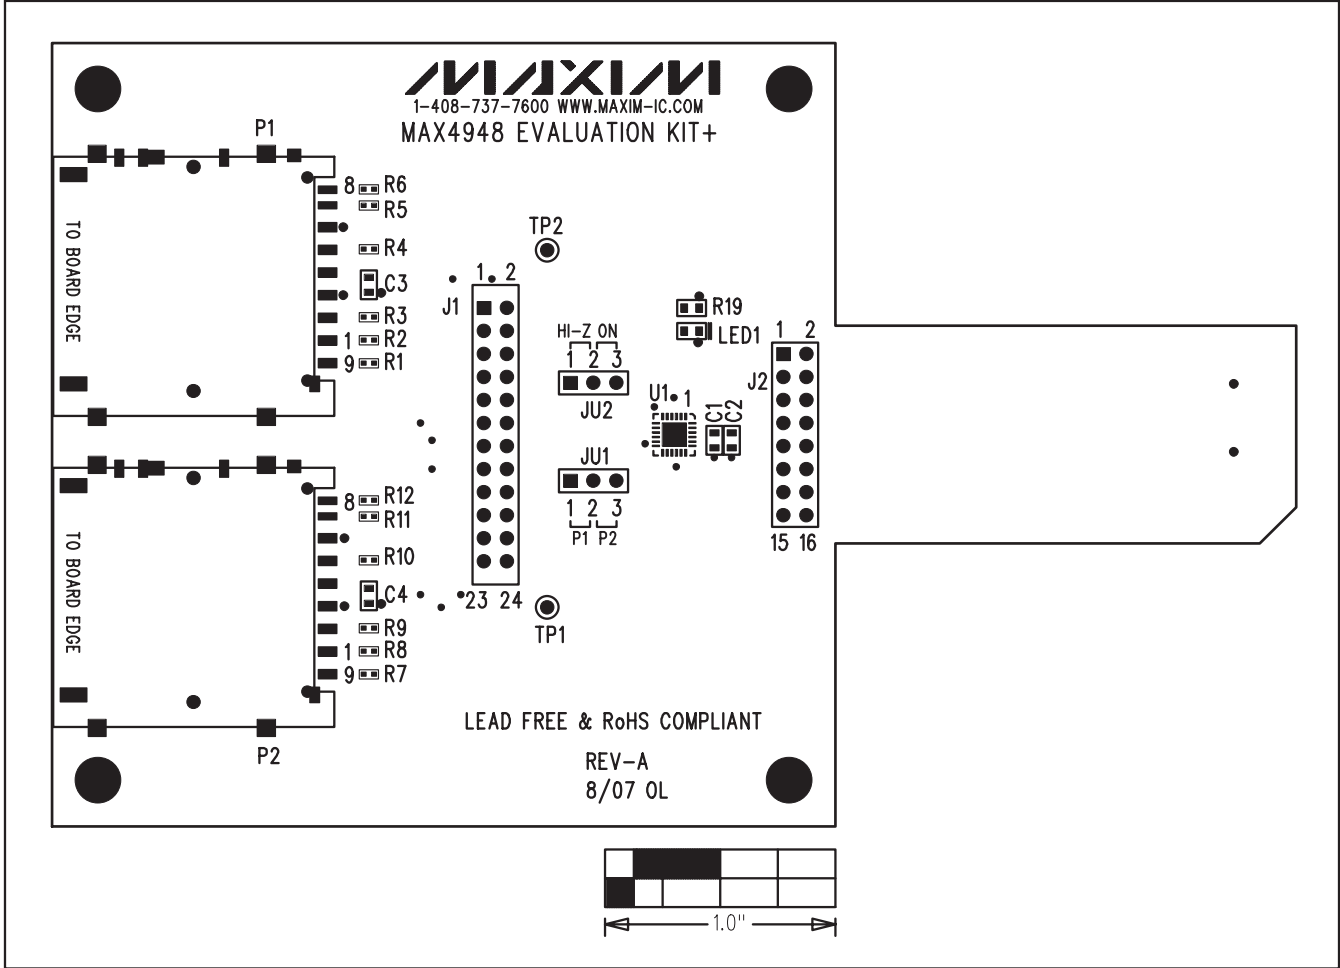 MAXIM
1-408-737-7600 WWW.MAXIM-IC.COM
MAX4948 EVALUATION KIT+
P1
8 R6
R5
R4
C3
R3
1 R2
9 R1
TO BOARD EDGE
TP2
1 2
J1
R19
LED1
HI-Z ON
1 2 3
JU2
U1
1
C1
C2
1 2
J2
JU1
1 2 3
P1 P2
15 16
8 R12
R11
R10
C4
R9
1 R8
9 R7
TO BOARD EDGE
23 24
TP1
P2
LEAD FREE & RoHS COMPLIANT
REV-A
8/07 OL
1.0"